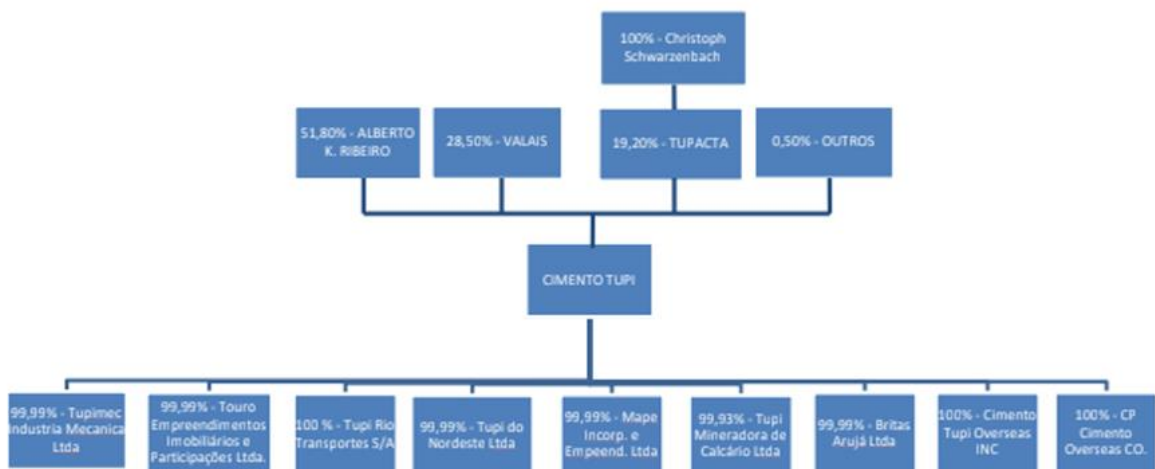 100% - Christoph
Schwarzenbach
51,80% - ALBERTO
K. RIBEIRO
28,50% - VALAIS
19,20% - TUPACTA
0,50% - OUTROS
CIMENTO TUPI
99,99% - Tupimec
Industria Mecanica
Ltda
99,99% - Touro
Empreendimentos
Imobiliários e
Participações Ltda.
100 % - Tupi Rio
Transportes S/A
99,99% - Tupi do
Nordeste Ltda
99,99% - Mape
Incorp. e
Empeend. Ltda
99,93% - Tupi
Mineradora de
Calcário Ltda
99,99% - Britas
Arujá Ltda
100% - Cimento
Tupi Overseas
INC
100% - CP
Cimento
Overseas CO.